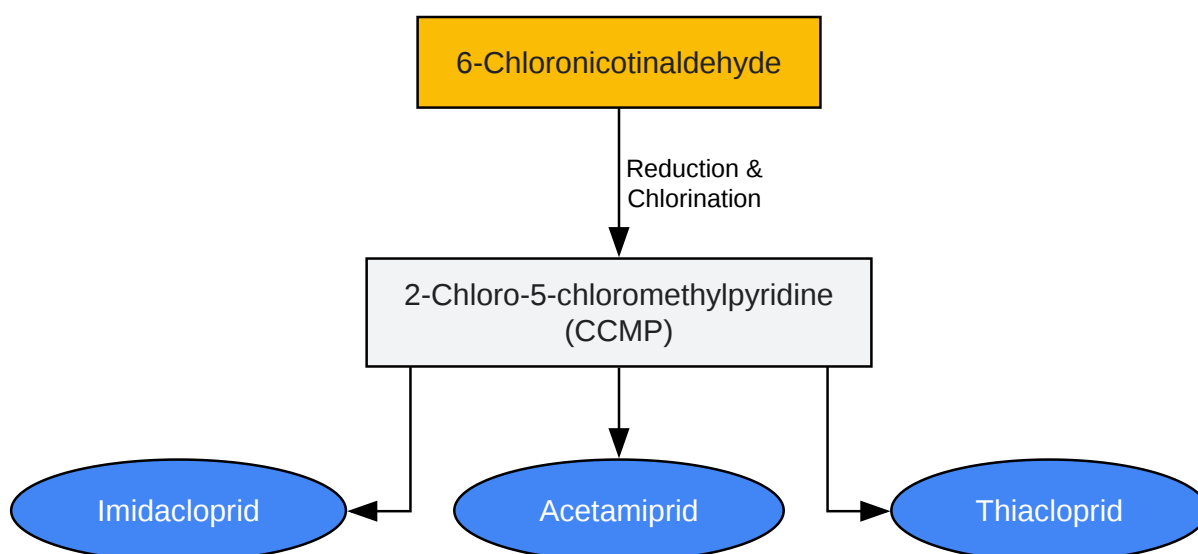 6-Chloronicotinaldehyde
Reduction &
Chlorination
2-Chloro-5-chloromethylpyridine
(CCMP)
Imidacloprid
Acetamiprid
Thiacloprid